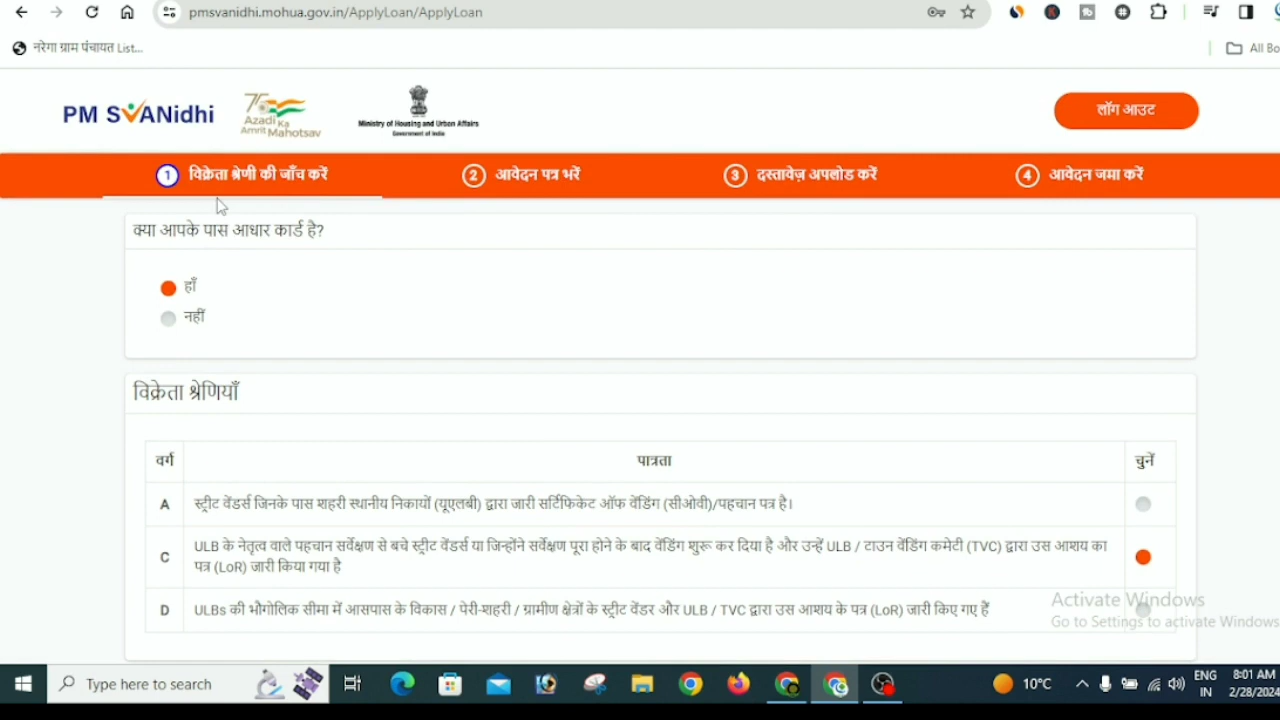 pmsvanidhi.mohua.gov.in/ApplyLoan/ApplyLoan
नरेगा ग्राम पंचायत List...
All Bo
PM SVANidhi
75
Azadi Ka
Amrit Mahotsav
Ministry of Housing and Urban Affairs
Government of India
लॉग आउट
1 विक्रेता श्रेणी की जाँच करें
2 आवेदन पत्र भरें
3 दस्तावेज़ अपलोड करें
4 आवेदन जमा करें
क्या आपके पास आधार कार्ड है?
हाँ
नहीं
विक्रेता श्रेणियाँ
वर्ग पात्रता चुनें
A स्ट्रीट वेंडर्स जिनके पास शहरी स्थानीय निकायों (यूएलबी) द्वारा जारी सर्टिफिकेट ऑफ वेंडिंग (सीओवी)/पहचान पत्र है।
ULB के नेतृत्व वाले पहचान सर्वेक्षण से बचे स्ट्रीट वेंडर्स या जिन्होंने सर्वेक्षण पूरा होने के बाद वेंडिंग शुरू कर दिया है और उन्हें ULB / टाउन वेंडिंग कमेटी (TVC) द्वारा उस आशय का
C
पत्र (LoR) जारी किया गया है
D ULBs की भौगोलिक सीमा में आसपास के विकास / पेरी-शहरी / ग्रामीण क्षेत्रों के स्ट्रीट वेंडर और ULB / TVC द्वारा उस आशय के पत्र (LoR) जारी किए गए हैं
Activate Windows
Go to Settings to activate Windows
Type here to search
10°C
ENG
IN
8:01 AM
2/28/2024